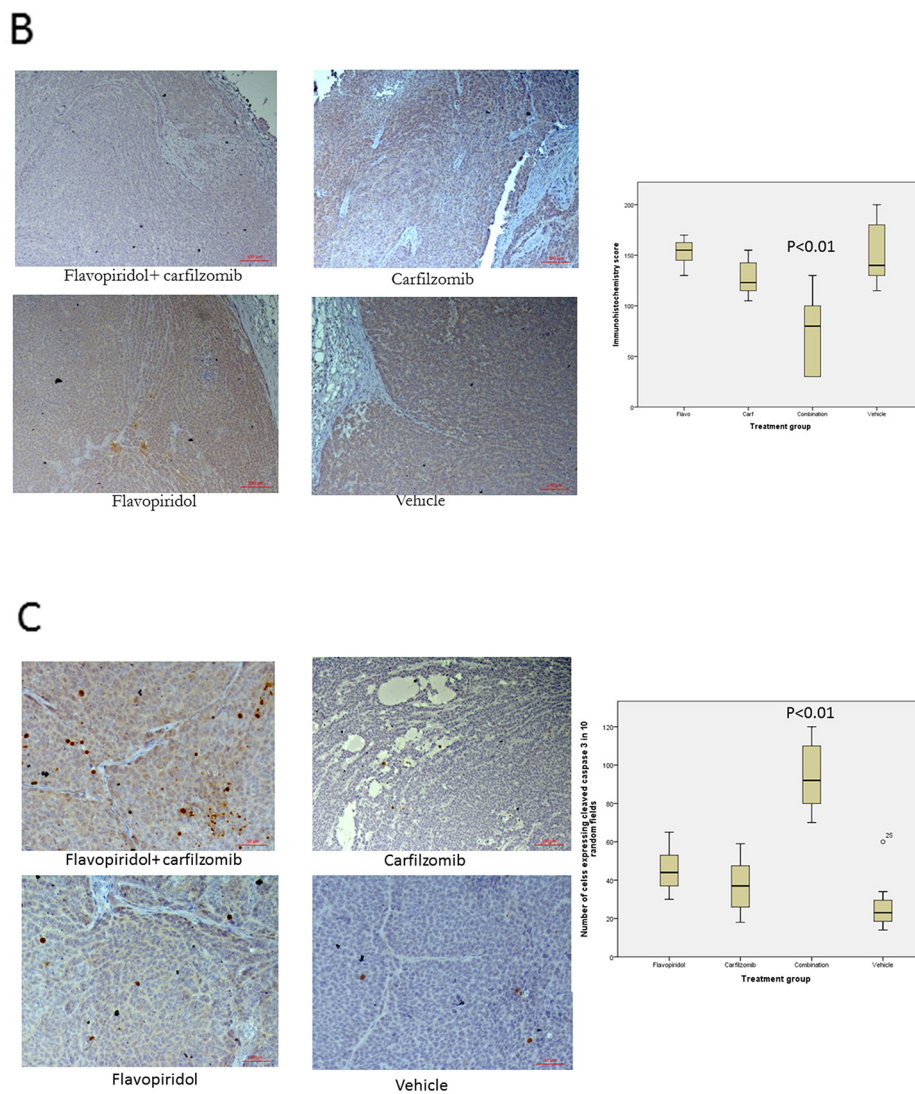 B
Flavopiridol+ carfilzomib
Carfilzomib
Flavopiridol
Vehicle
Immunohistochemistry score
200
150
100
50
0
P<0.01
Flavo
Carf
Combination
Vehicle
Treatment group
C
Flavopiridol+ carfilzomib
Carfilzomib
Flavopiridol
Vehicle
Number of celss expressing cleaved caspase 3 in 10
random fields
120
100
80
60
40
20
0
P<0.01
25
Flavopiridol
Carfilzomib
Combination
Vehicle
Treatment group